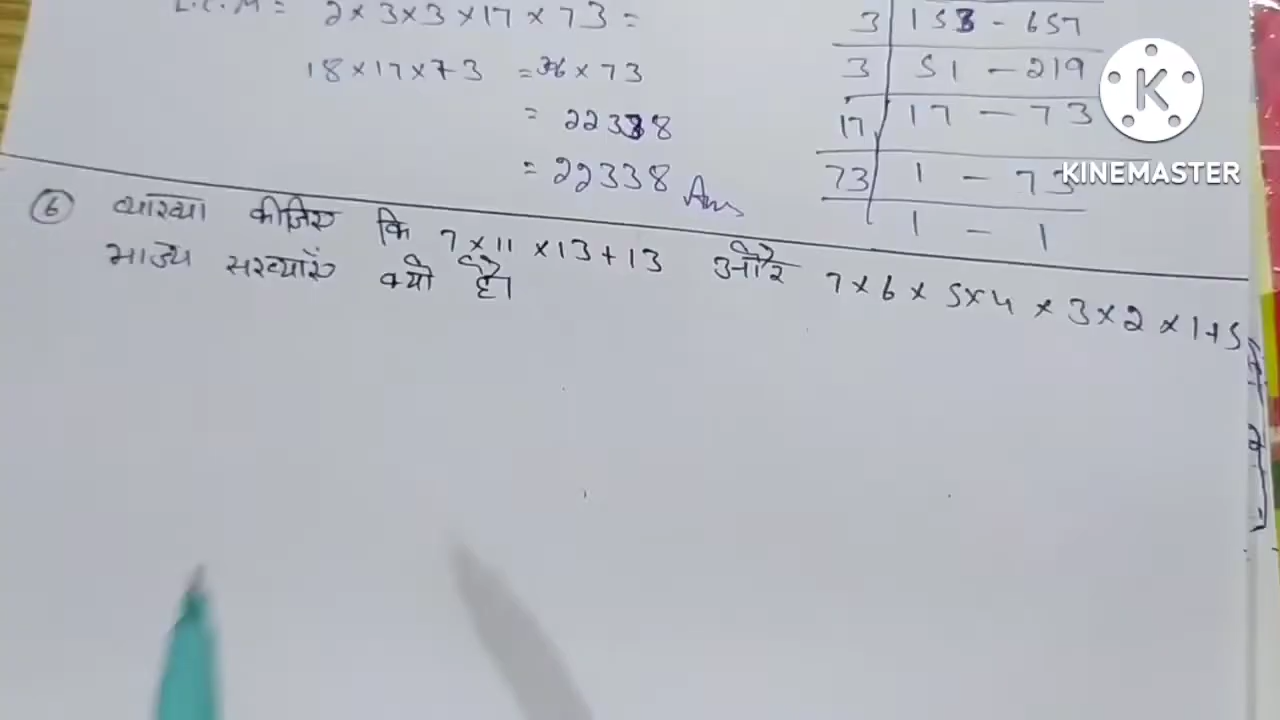 L.C.M = 2 x 3 x 3 x 17 x 73 =
18 x 17 x 73 = 306 x 73
= 22338
= 22338 Ans
3 | 153 - 657
3 | 51 - 219
17 | 17 - 73
73 | 1 - 73
1 - 1
KINEMASTER
⑥ व्याख्या कीजिए कि 7 x 11 x 13 + 13 और 7 x 6 x 5 x 4 x 3 x 2 x 1 + 5
भाज्य सख्याएँ क्यों है।